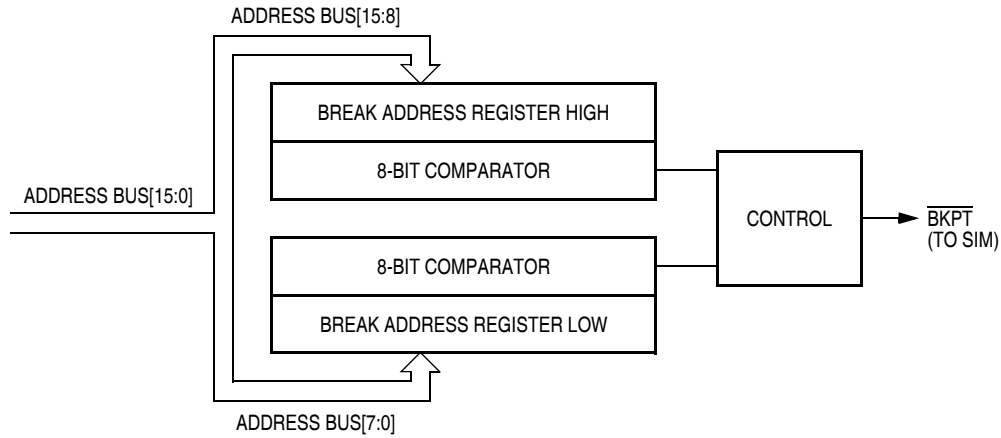 ADDRESS BUS[15:8]
BREAK ADDRESS REGISTER HIGH
8-BIT COMPARATOR
ADDRESS BUS[15:0]
CONTROL
BKPT
(TO SIM)
8-BIT COMPARATOR
BREAK ADDRESS REGISTER LOW
ADDRESS BUS[7:0]